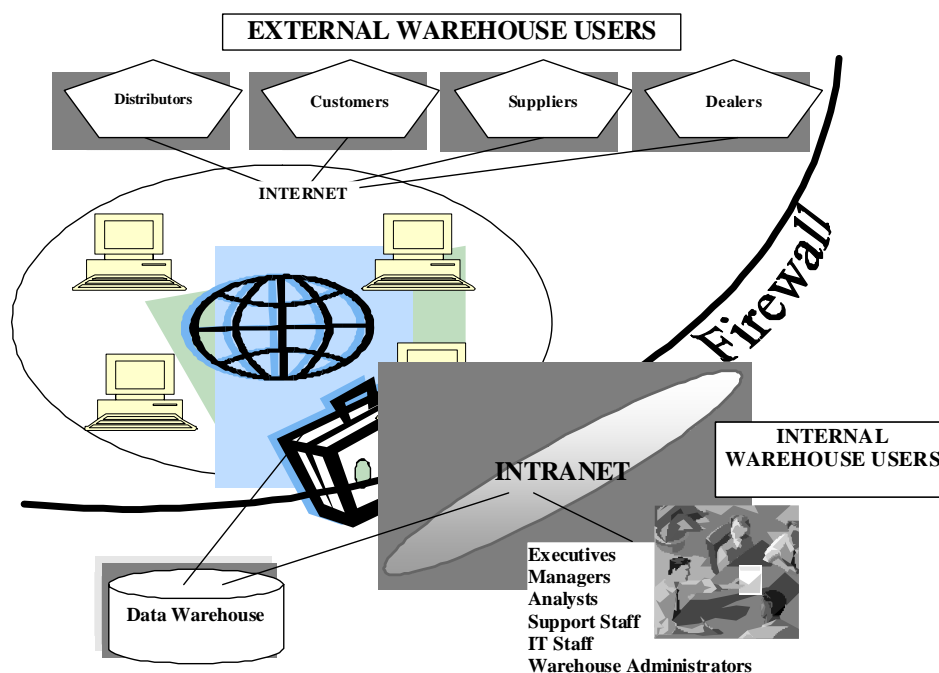 EXTERNAL WAREHOUSE USERS
Distributors
Customers
Suppliers
Dealers
INTERNET
Firewall
INTERNAL
WAREHOUSE USERS
INTRANET
Executives
Managers
Analysts
Support Staff
IT Staff
Warehouse Administrators
Data Warehouse